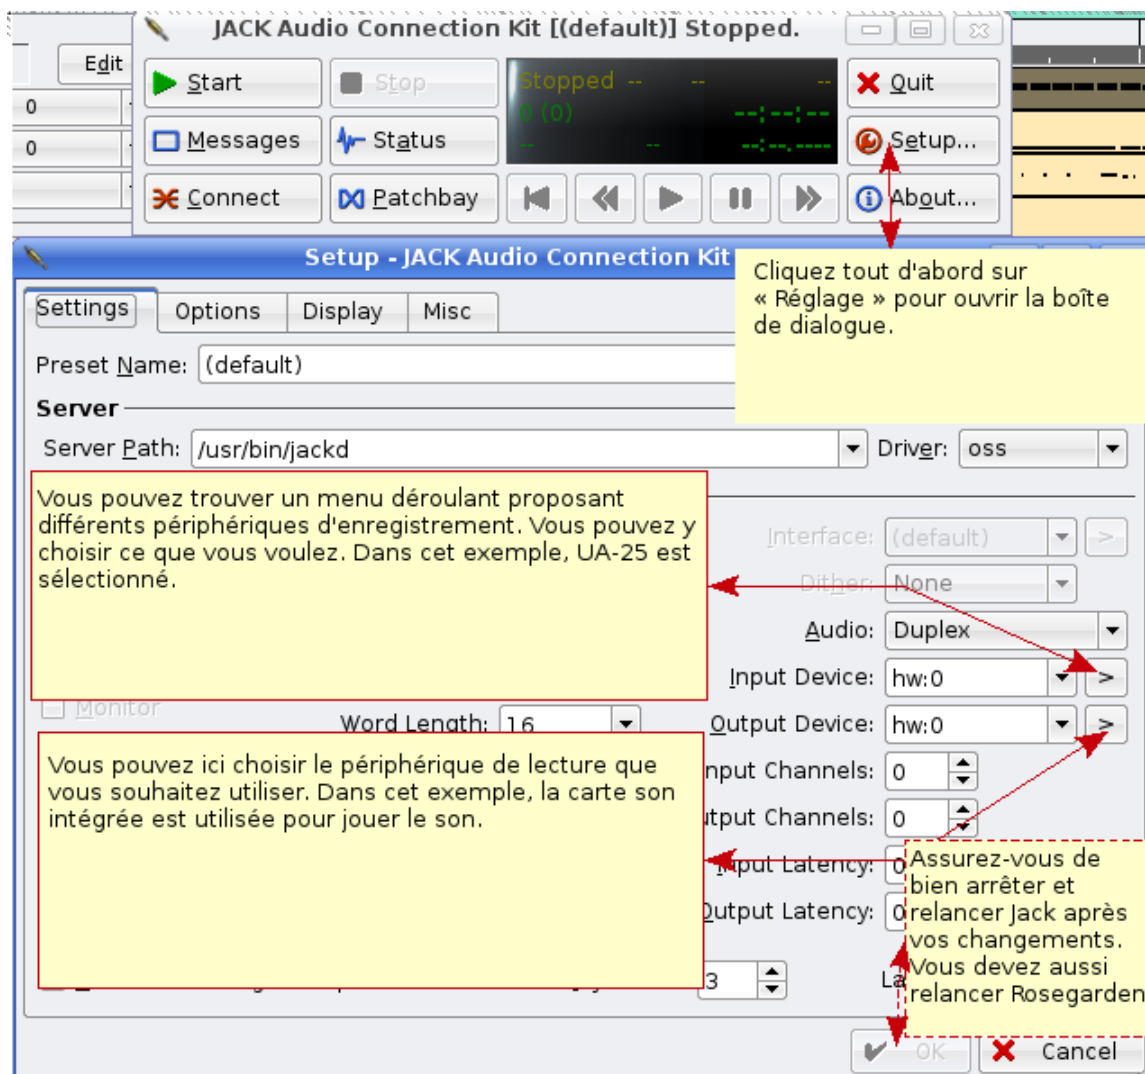 JACK Audio Connection Kit [(default)] Stopped.
Edit
Start
Stop
Stopped -- -- --
0 (0) --:--:--
-- -- --:--.----
Quit
0
0
Messages
Status
Setup...
Connect
Patchbay
About...
Setup - JACK Audio Connection Kit
Cliquez tout d'abord sur
« Réglage » pour ouvrir la boîte
de dialogue.
Settings
Options
Display
Misc
Preset Name: (default)
Server
Server Path: /usr/bin/jackd
Driver: oss
Vous pouvez trouver un menu déroulant proposant
différents périphériques d'enregistrement. Vous pouvez y
choisir ce que vous voulez. Dans cet exemple, UA-25 est
sélectionné.
Interface: (default) >
Dither: None
Audio: Duplex
Input Device: hw:0 >
Monitor
Word Length: 16
Output Device: hw:0 >
Vous pouvez ici choisir le périphérique de lecture que
vous souhaitez utiliser. Dans cet exemple, la carte son
intégrée est utilisée pour jouer le son.
nput Channels: 0
utput Channels: 0
Input Latency: 0
Output Latency: 0
Assurez-vous de
bien arrêter et
relancer Jack après
vos changements.
Vous devez aussi
relancer Rosegarden
3
La
OK
Cancel